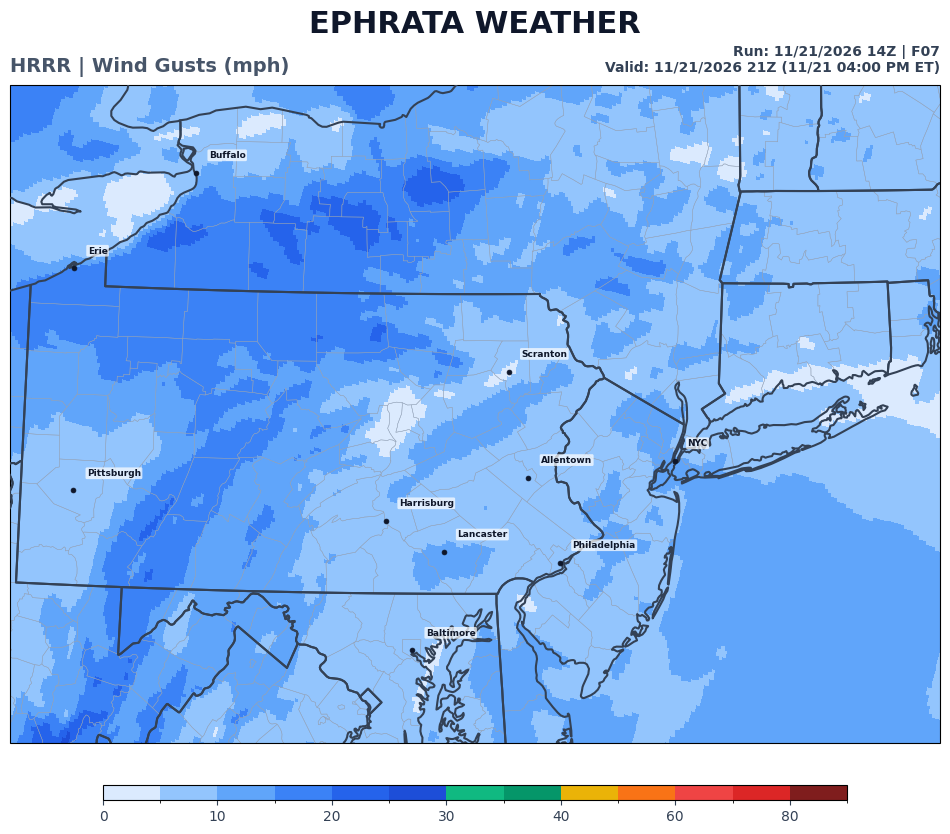 EPHRATA WEATHER
HRRR | Wind Gusts (mph)
Run: 11/21/2026 14Z | F07
Valid: 11/21/2026 21Z (11/21 04:00 PM ET)
Buffalo
Erie
Scranton
NYC
Allentown
Pittsburgh
Harrisburg
Lancaster
Philadelphia
Baltimore
0 10 20 30 40 60 80